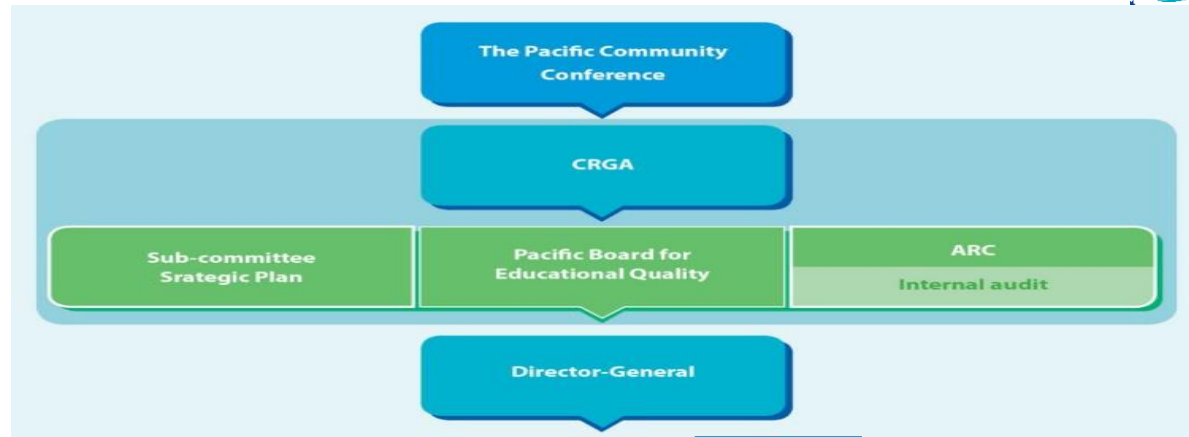 The Pacific Community
Conference
CRGA
Sub-committee
Srategic Plan
Pacific Board for
Educational Quality
ARC
Internal audit
Director-General